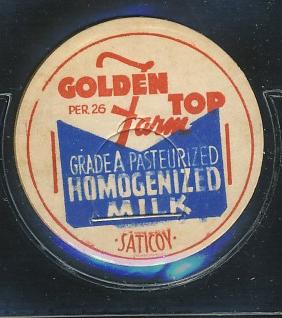 GOLDEN
PER. 26 TOP
Farm
GRADE A PASTEURIZED
HOMOGENIZED
MILK
· SATICOY ·